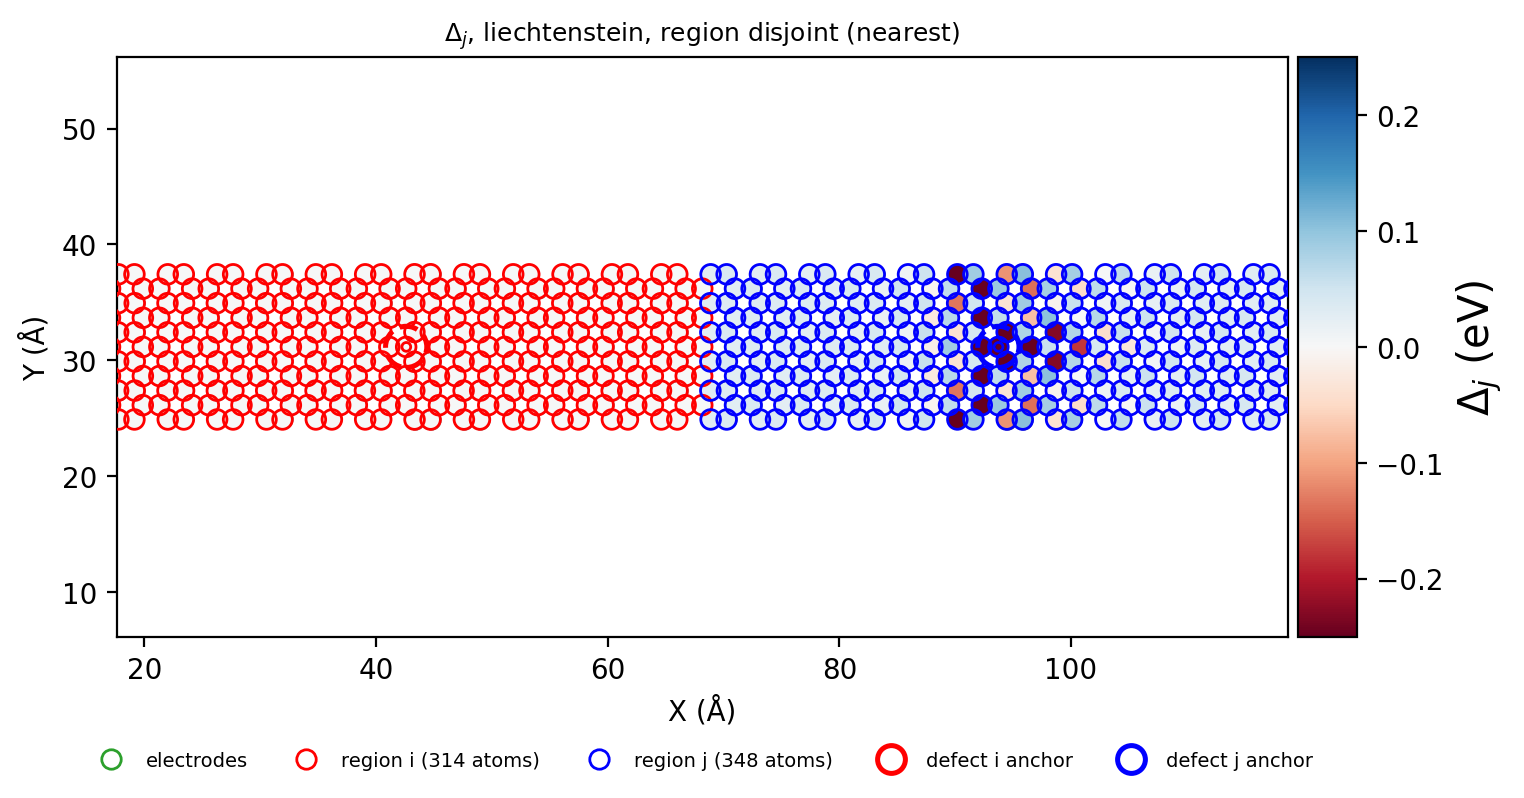 Δj, liechtenstein, region disjoint (nearest)
50
40
30
20
10
Y (Å)
20
40
60
80
100
X (Å)
0.2
0.1
0.0
−0.1
−0.2
Δj (eV)
electrodes
region i (314 atoms)
region j (348 atoms)
defect i anchor
defect j anchor